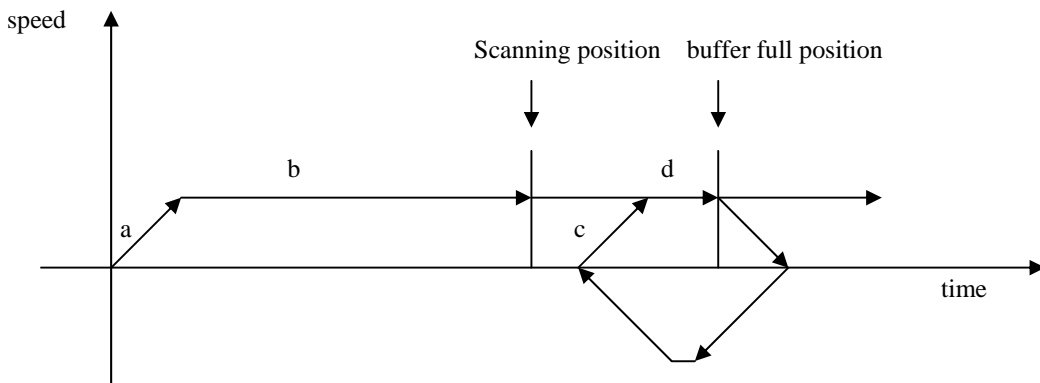 speed
Scanning position
buffer full position
b
d
a
c
time